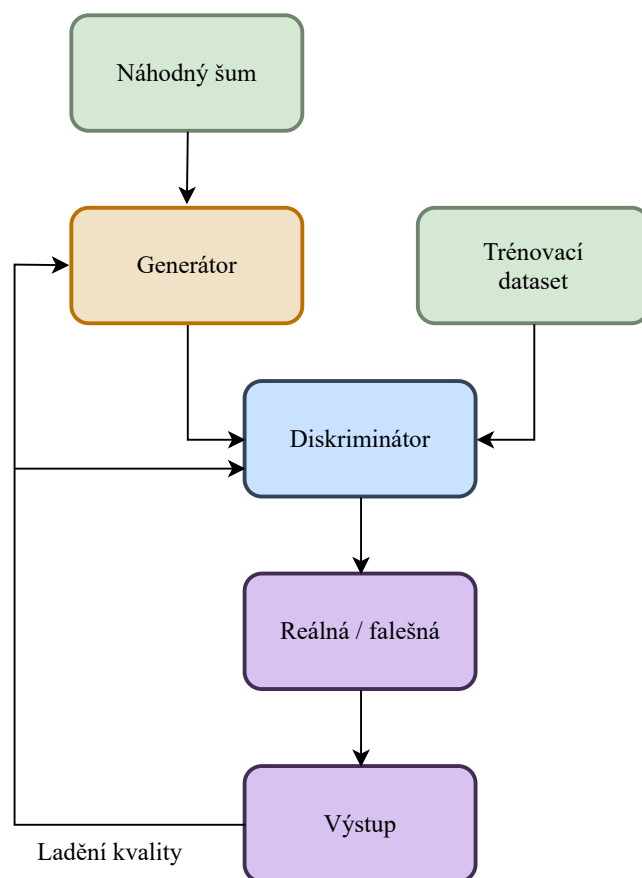 Náhodný šum
Generátor
Trénovací
dataset
Diskriminátor
Reálná / falešná
Výstup
Ladění kvality